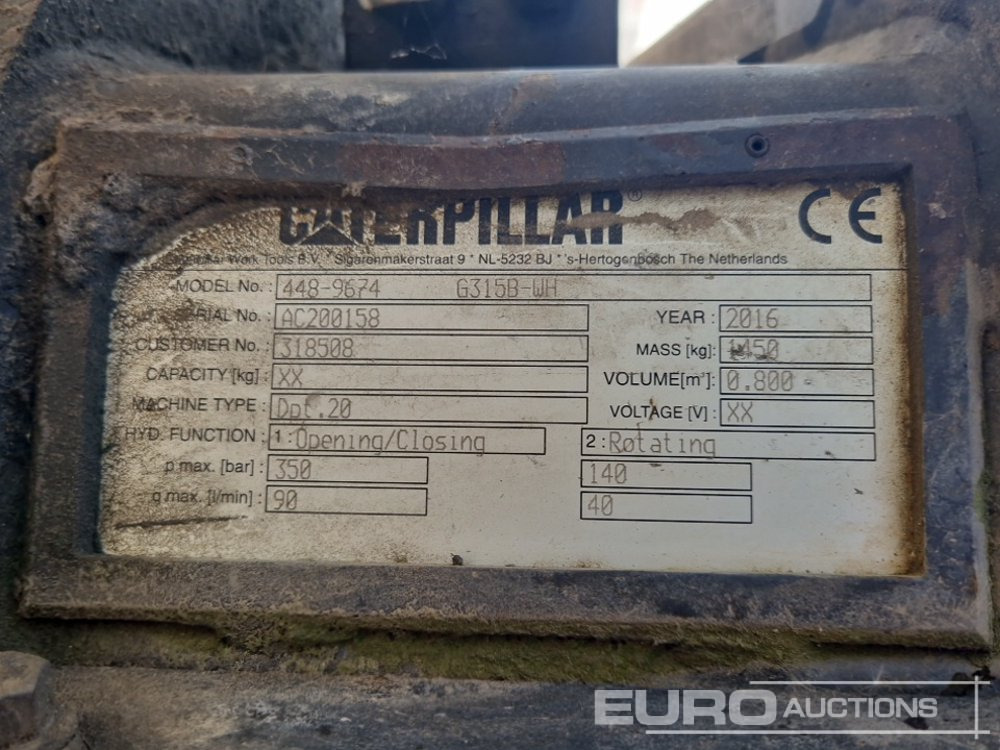 CATERPILLAR®
CE
Caterpillar Work Tools B.V. * Sigarenmakerstraat 9 * NL-5232 BJ * 's-Hertogenbosch The Netherlands
MODEL No. : 448-9674 G315B-WH
SERIAL No. : AC200158 YEAR : 2016
CUSTOMER No. : 318508 MASS [kg]: 1450
CAPACITY [kg] : XX VOLUME[m³]: 0.800
MACHINE TYPE : Dpt.20 VOLTAGE [V] : XX
HYD. FUNCTION : 1 : Opening/Closing 2 : Rotating
p max. [bar] : 350 140
q max. [l/min] : 90 40
EURO AUCTIONS